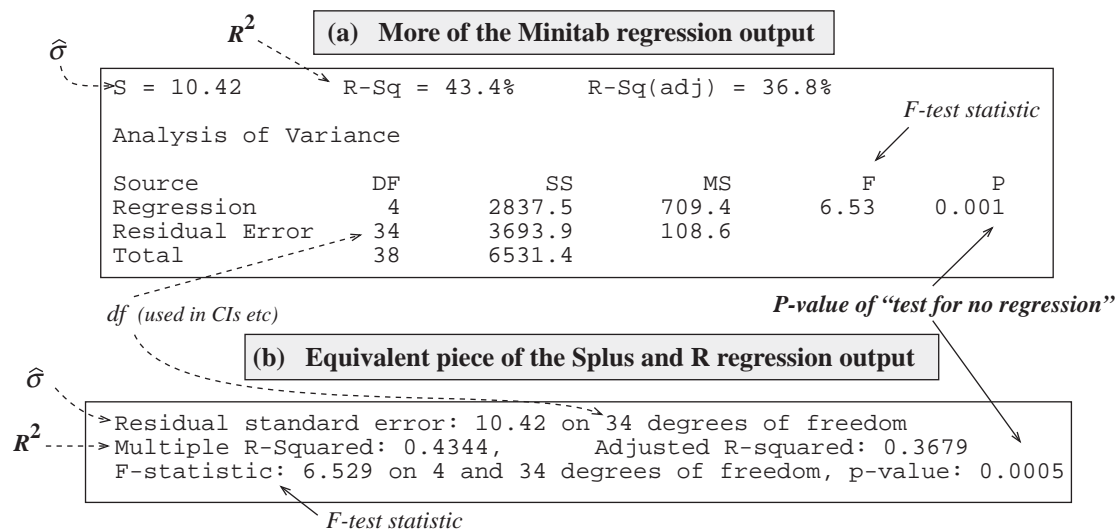 R²
(a) More of the Minitab regression output
σ̂
S = 10.42 R-Sq = 43.4% R-Sq(adj) = 36.8%
F-test statistic
Analysis of Variance
Source DF SS MS F P
Regression 4 2837.5 709.4 6.53 0.001
Residual Error 34 3693.9 108.6
Total 38 6531.4
df (used in CIs etc)
P-value of “test for no regression”
(b) Equivalent piece of the Splus and R regression output
σ̂
Residual standard error: 10.42 on 34 degrees of freedom
R² Multiple R-Squared: 0.4344, Adjusted R-squared: 0.3679
F-statistic: 6.529 on 4 and 34 degrees of freedom, p-value: 0.0005
F-test statistic